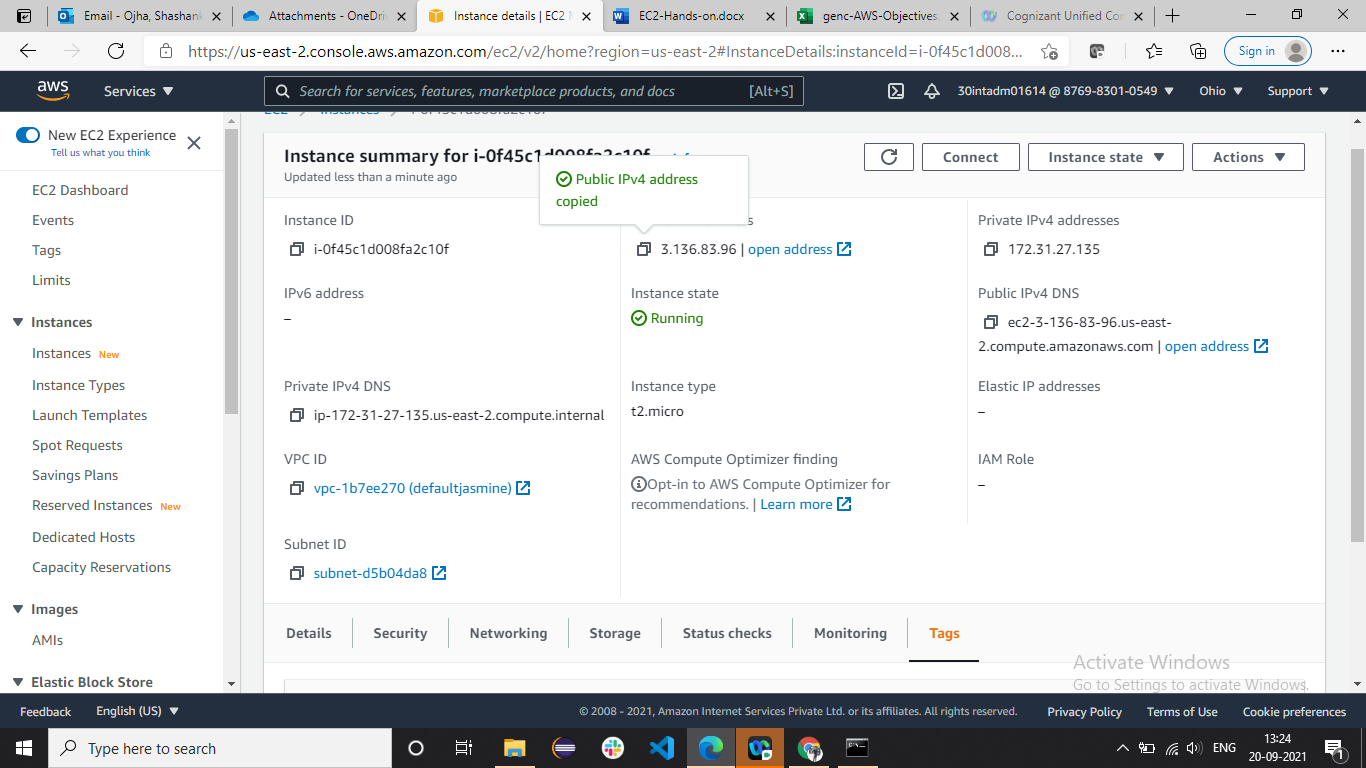 Email - Ojha, Shashank
Attachments - OneDriv
Instance details | EC2 M
EC2-Hands-on.docx
genc-AWS-Objectives.
Cognizant Unified Con
https://us-east-2.console.aws.amazon.com/ec2/v2/home?region=us-east-2#InstanceDetails:instanceId=i-0f45c1d008...
Sign in
aws
Services
Search for services, features, marketplace products, and docs
[Alt+S]
30intadm01614 @ 8769-8301-0549
Ohio
Support
New EC2 Experience
Tell us what you think
EC2 Dashboard
Events
Tags
Limits
Instances
Instances New
Instance Types
Launch Templates
Spot Requests
Savings Plans
Reserved Instances New
Dedicated Hosts
Capacity Reservations
Images
AMIs
Elastic Block Store
EC2
Instances
i-0f45c1d008fa2c10f
Instance summary for i-0f45c1d008fa2c10f
Updated less than a minute ago
Connect
Instance state
Actions
Public IPv4 address
copied
Instance ID
i-0f45c1d008fa2c10f
3.136.83.96 | open address
Private IPv4 addresses
172.31.27.135
IPv6 address
–
Instance state
Running
Public IPv4 DNS
ec2-3-136-83-96.us-east-
2.compute.amazonaws.com | open address
Private IPv4 DNS
ip-172-31-27-135.us-east-2.compute.internal
Instance type
t2.micro
Elastic IP addresses
–
VPC ID
vpc-1b7ee270 (defaultjasmine)
AWS Compute Optimizer finding
Opt-in to AWS Compute Optimizer for
recommendations. | Learn more
IAM Role
–
Subnet ID
subnet-d5b04da8
Details
Security
Networking
Storage
Status checks
Monitoring
Tags
Activate Windows
Go to Settings to activate Windows.
Feedback
English (US)
© 2008 - 2021, Amazon Internet Services Private Ltd. or its affiliates. All rights reserved.
Privacy Policy
Terms of Use
Cookie preferences
Type here to search
ENG
13:24
20-09-2021
1